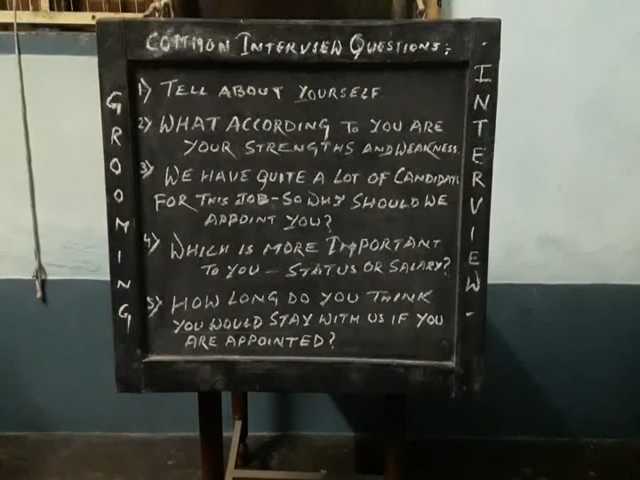 COMMON INTERVIEW QUESTIONS:
GROOMING
1) TELL ABOUT YOURSELF
2) WHAT ACCORDING TO YOU ARE
YOUR STRENGTHS AND WEAKNESS.
3) WE HAVE QUITE A LOT OF CANDIDATE
FOR THIS JOB - SO WHY SHOULD WE
APPOINT YOU?
4) WHICH IS MORE IMPORTANT
TO YOU - STATUS OR SALARY?
5) HOW LONG DO YOU THINK
YOU WOULD STAY WITH US IF YOU
ARE APPOINTED?
- INTERVIEW -